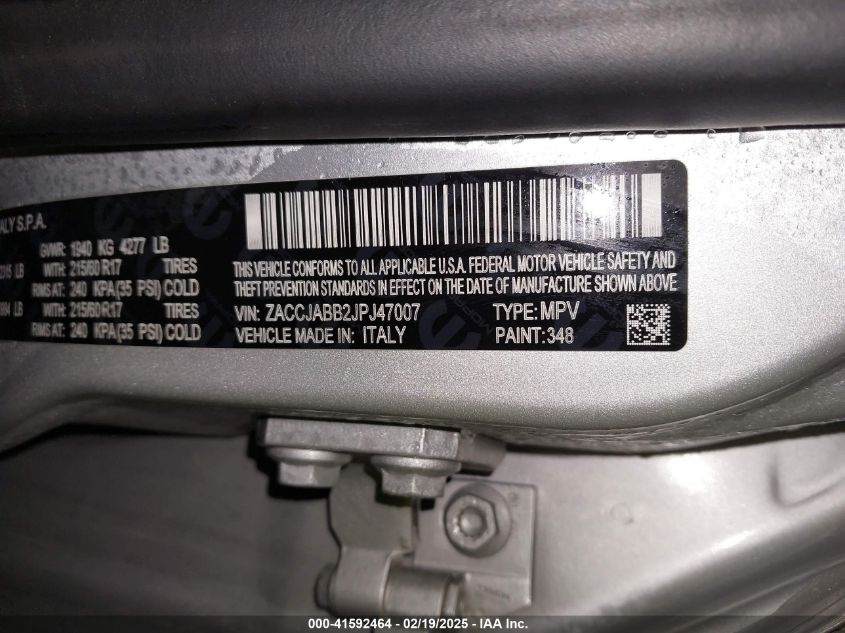 ALY S.P.A.
GVWR: 1940 KG 4277 LB
LB WITH: 215/60 R17 TIRES
RIMS AT: 240 KPA(35 PSI) COLD
LB WITH: 215/60 R17 TIRES
RIMS AT: 240 KPA(35 PSI) COLD
THIS VEHICLE CONFORMS TO ALL APPLICABLE U.S.A. FEDERAL MOTOR VEHICLE SAFETY AND
THEFT PREVENTION STANDARDS IN EFFECT ON THE DATE OF MANUFACTURE SHOWN ABOVE
VIN: ZACCJABB2JPJ47007 TYPE: MPV
VEHICLE MADE IN: ITALY PAINT: 348
000-41592464 - 02/19/2025 - IAA Inc.